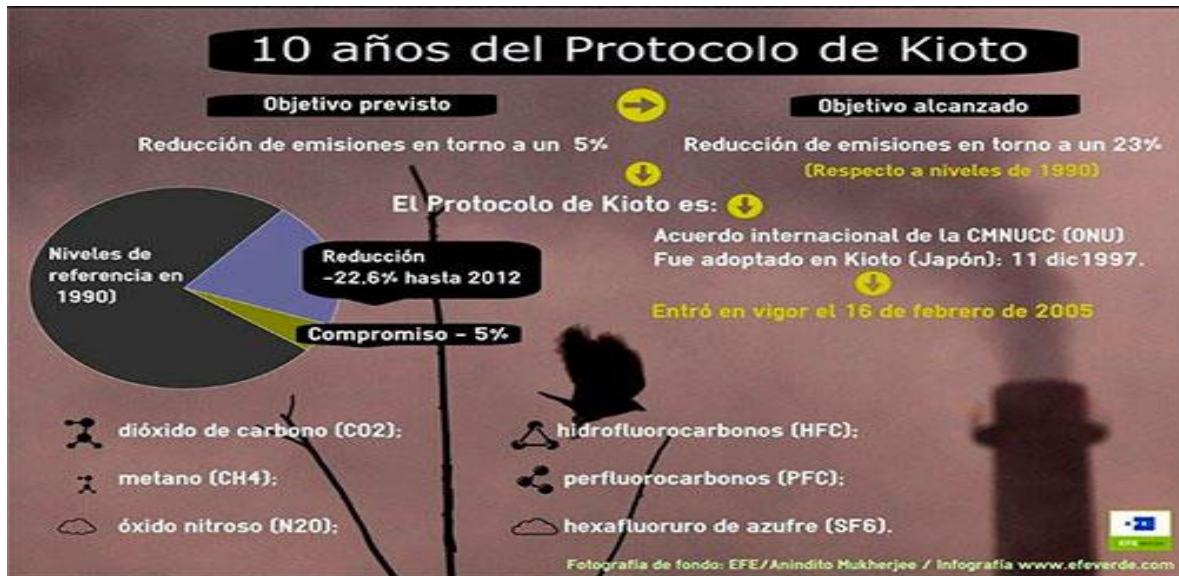 10 años del Protocolo de Kioto
Objetivo previsto
Objetivo alcanzado
Reducción de emisiones en torno a un 5%
Reducción de emisiones en torno a un 23%
(Respecto a niveles de 1990)
El Protocolo de Kioto es:
Niveles de
referencia en
1990)
Reducción
-22,6% hasta 2012
Compromiso - 5%
Acuerdo internacional de la CMNUCC (ONU)
Fue adoptado en Kioto (Japón): 11 dic1997.
Entró en vigor el 16 de febrero de 2005
dióxido de carbono (CO2);
hidrofluorocarbonos (HFC);
metano (CH4);
perfluorocarbonos (PFC);
óxido nitroso (N20);
hexafluoruro de azufre (SF6).
Fotografía de fondo: EFE/Anindito Mukherjee / Infografía www.efeverde.com